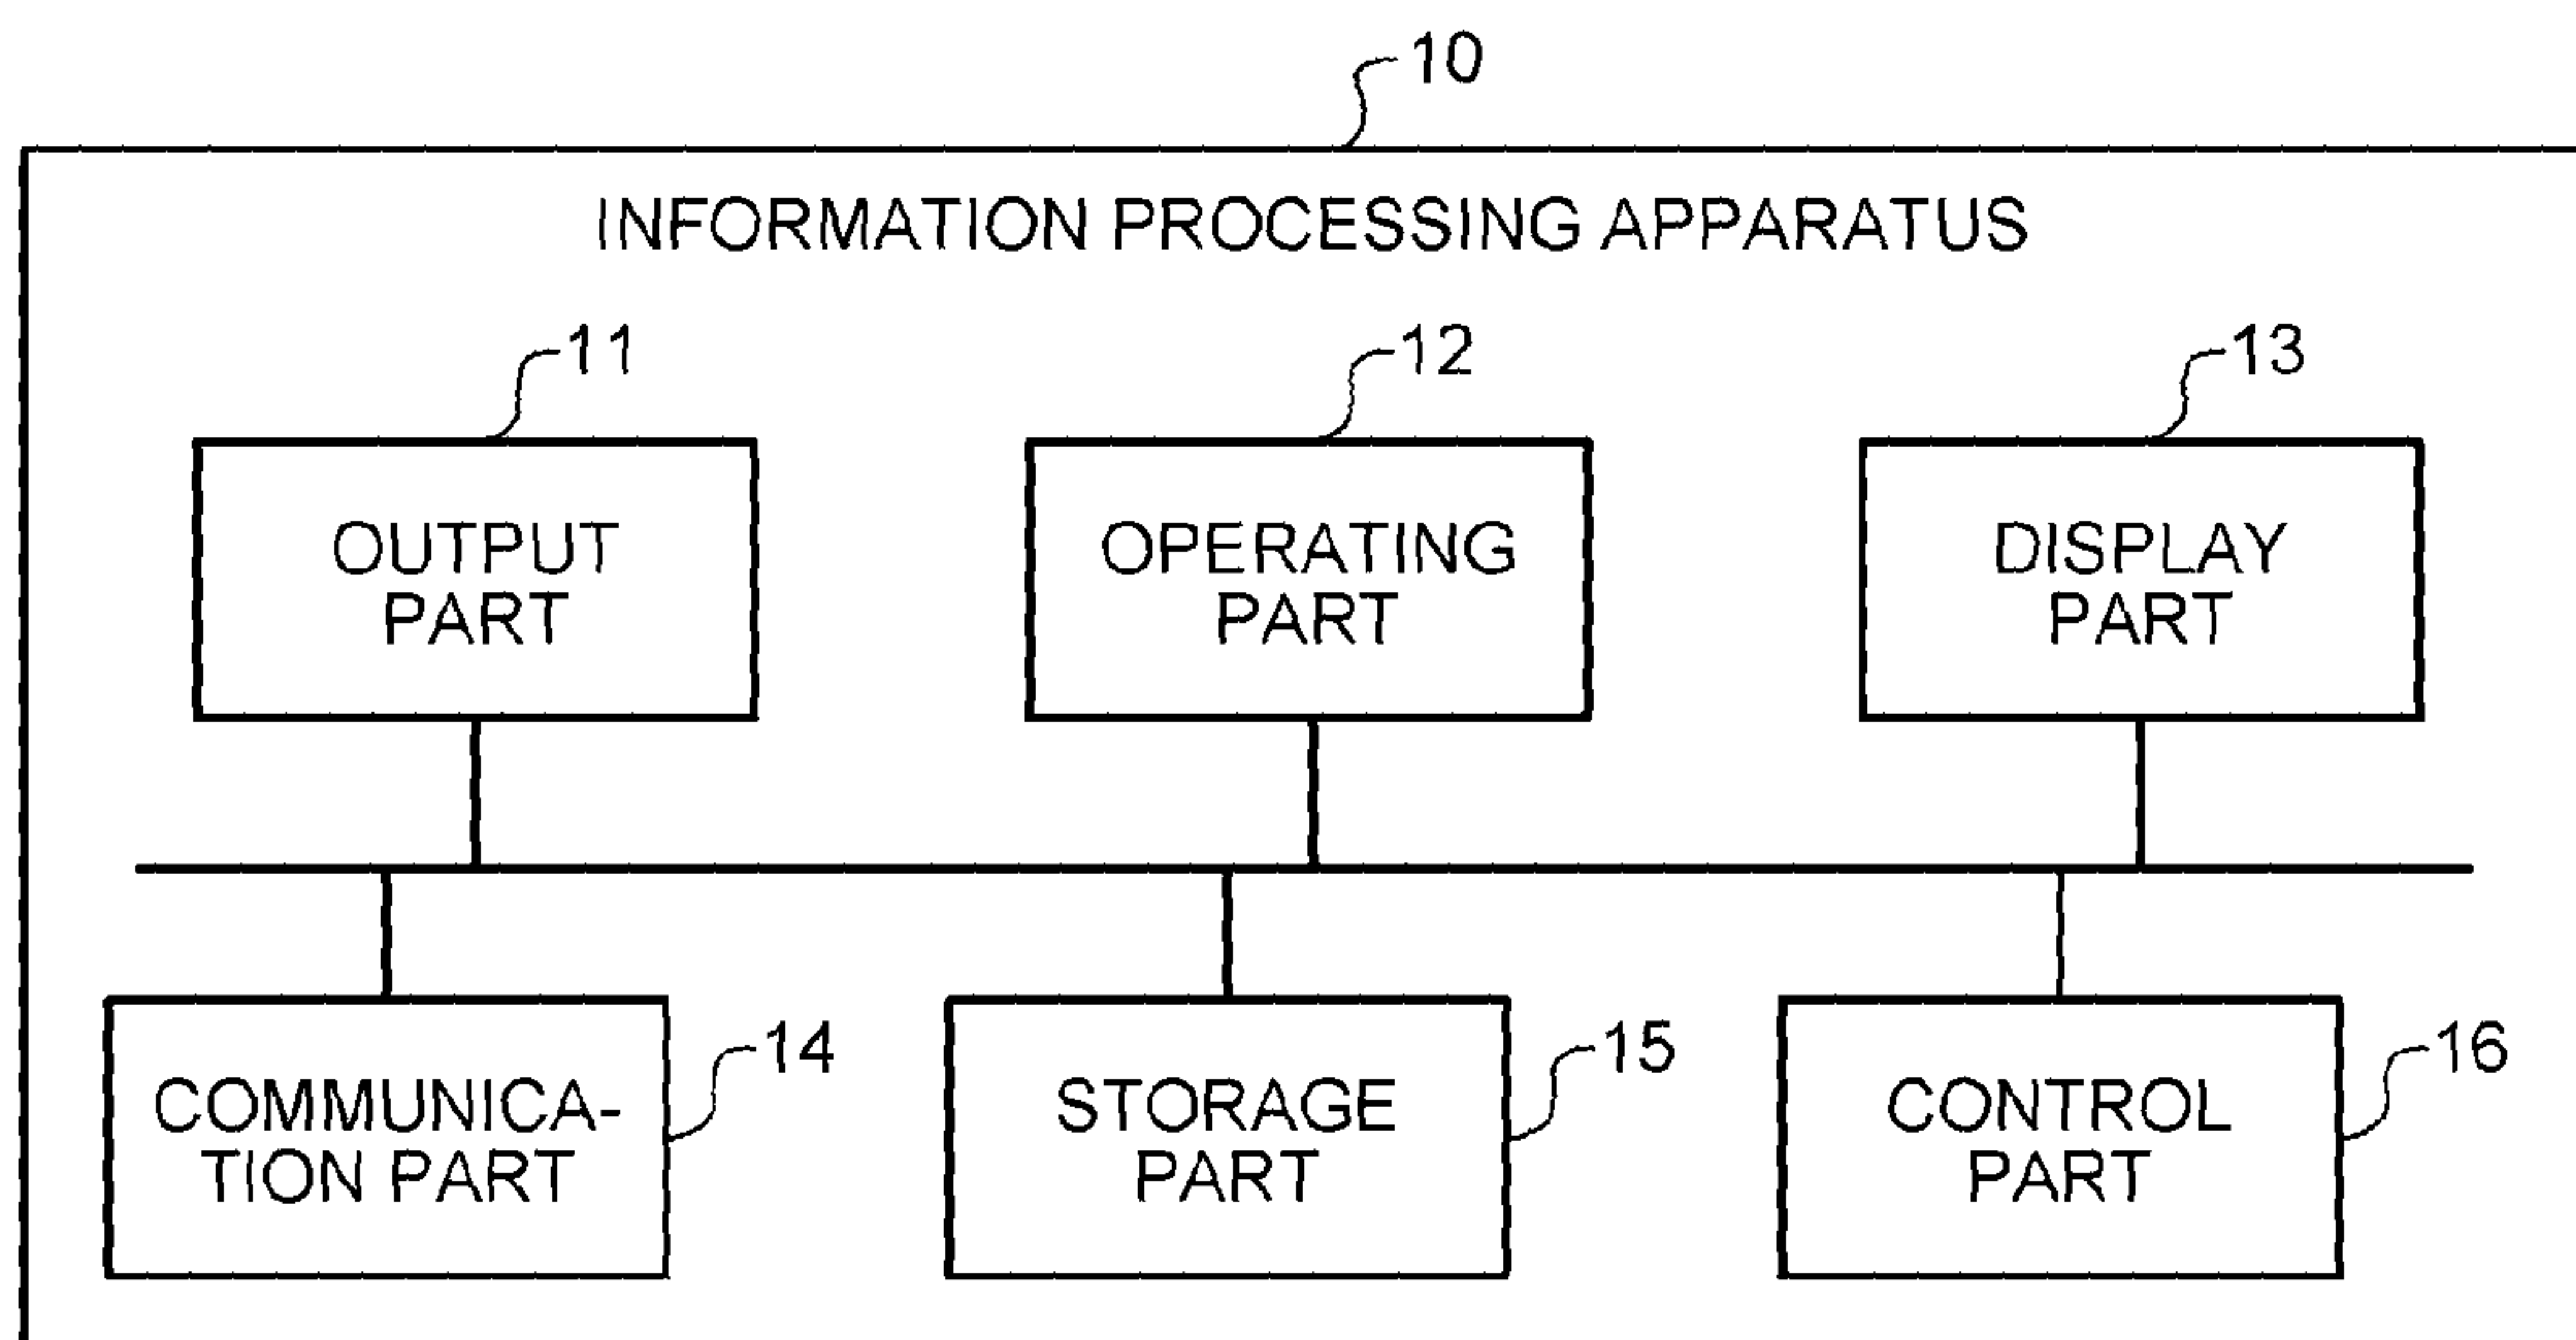 10
INFORMATION PROCESSING APPARATUS
11
12
13
OUTPUT
PART
OPERATING
PART
DISPLAY
PART
14
15
16
COMMUNICA-
TION PART
STORAGE
PART
CONTROL
PART